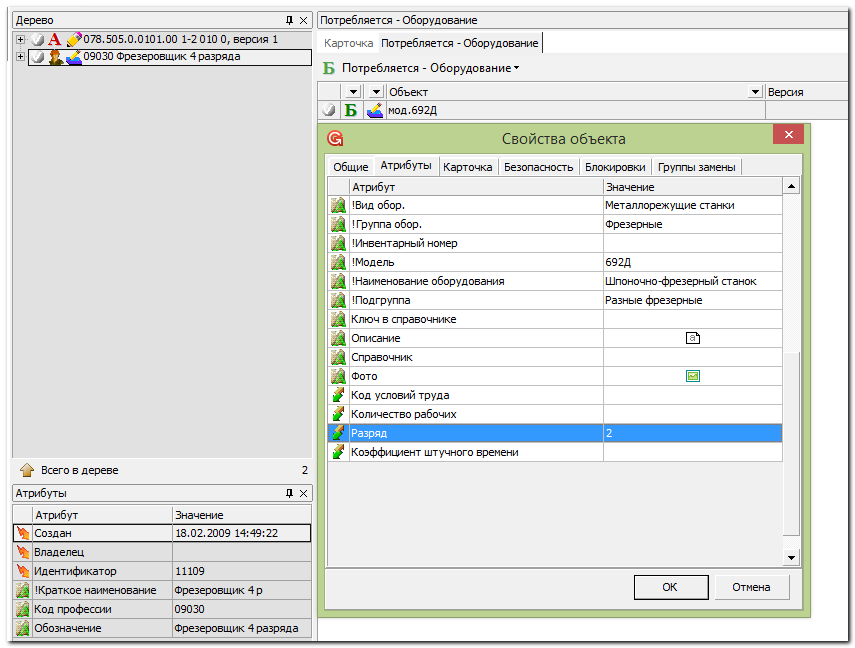 Дерево
А 078.505.0.0101.00 1-2 010 0, версия 1
09030 Фрезеровщик 4 разряда
Всего в дереве 2
Атрибуты
Атрибут Значение
Создан 18.02.2009 14:49:22
Владелец
Идентификатор 11109
!Краткое наименование Фрезеровщик 4 р
Код профессии 09030
Обозначение Фрезеровщик 4 разряда
Потребляется - Оборудование
Карточка Потребляется - Оборудование
Б Потребляется - Оборудование
Объект Версия
Б мод.692Д
Свойства объекта
Общие Атрибуты Карточка Безопасность Блокировки Группы замены
Атрибут Значение
!Вид обор. Металлорежущие станки
!Группа обор. Фрезерные
!Инвентарный номер
!Модель 692Д
!Наименование оборудования Шпоночно-фрезерный станок
!Подгруппа Разные фрезерные
Ключ в справочнике
Описание a
Справочник
Фото
Код условий труда
Количество рабочих
Разряд 2
Коэффициент штучного времени
OK Отмена